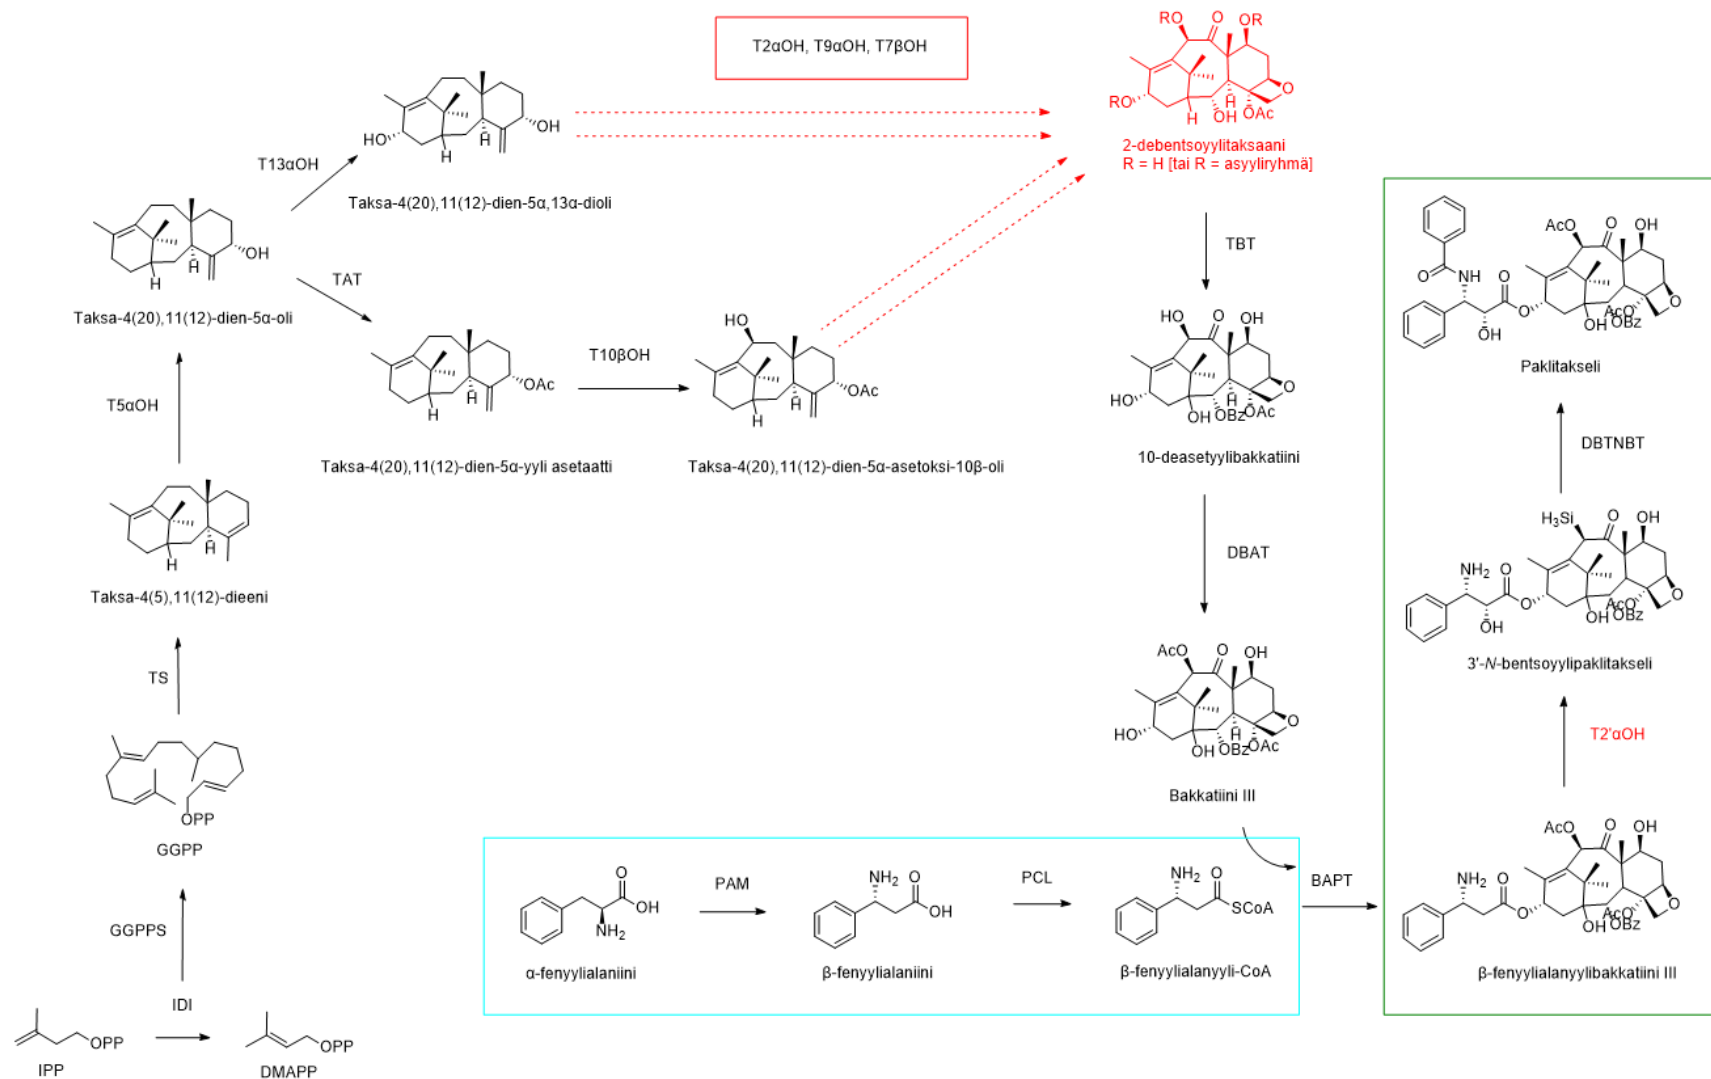 T2αOH, T9αOH, T7βOH
RO
O
OR
RO
H
OH
H
OAc
O
2-debentsoyylitaksaani
R = H [tai R = asyyliryhmä]
HO
H
H
OH
Taksa-4(20),11(12)-dien-5α,13α-dioli
T13αOH
H
H
OH
Taksa-4(20),11(12)-dien-5α-oli
TAT
H
H
OAc
Taksa-4(20),11(12)-dien-5α-yyli asetaatti
T10βOH
HO
H
H
OAc
Taksa-4(20),11(12)-dien-5α-asetoksi-10β-oli
T5αOH
H
H
Taksa-4(5),11(12)-dieeni
TS
OPP
GGPP
GGPPS
IDI
OPP
IPP
OPP
DMAPP
TBT
HO
O
OH
HO
OH
H
OBz
OAc
O
10-deasetyylibakkatiini
DBAT
AcO
O
OH
HO
OH
H
OBz
OAc
O
Bakkatiini III
O
OH
NH2
α-fenyylialaniini
PAM
NH2
O
OH
β-fenyylialaniini
PCL
NH2
O
SCoA
β-fenyylialanyyli-CoA
BAPT
AcO
O
OH
O
NH
O
OH
O
OH
AcO
OBz
O
Paklitakseli
DBTNBT
H3Si
O
OH
NH2
O
OH
O
OH
AcO
OBz
O
3'-N-bentsoyylipaklitakseli
T2'αOH
AcO
O
OH
NH2
O
O
OH
AcO
OBz
O
β-fenyylialanyylibakkatiini III